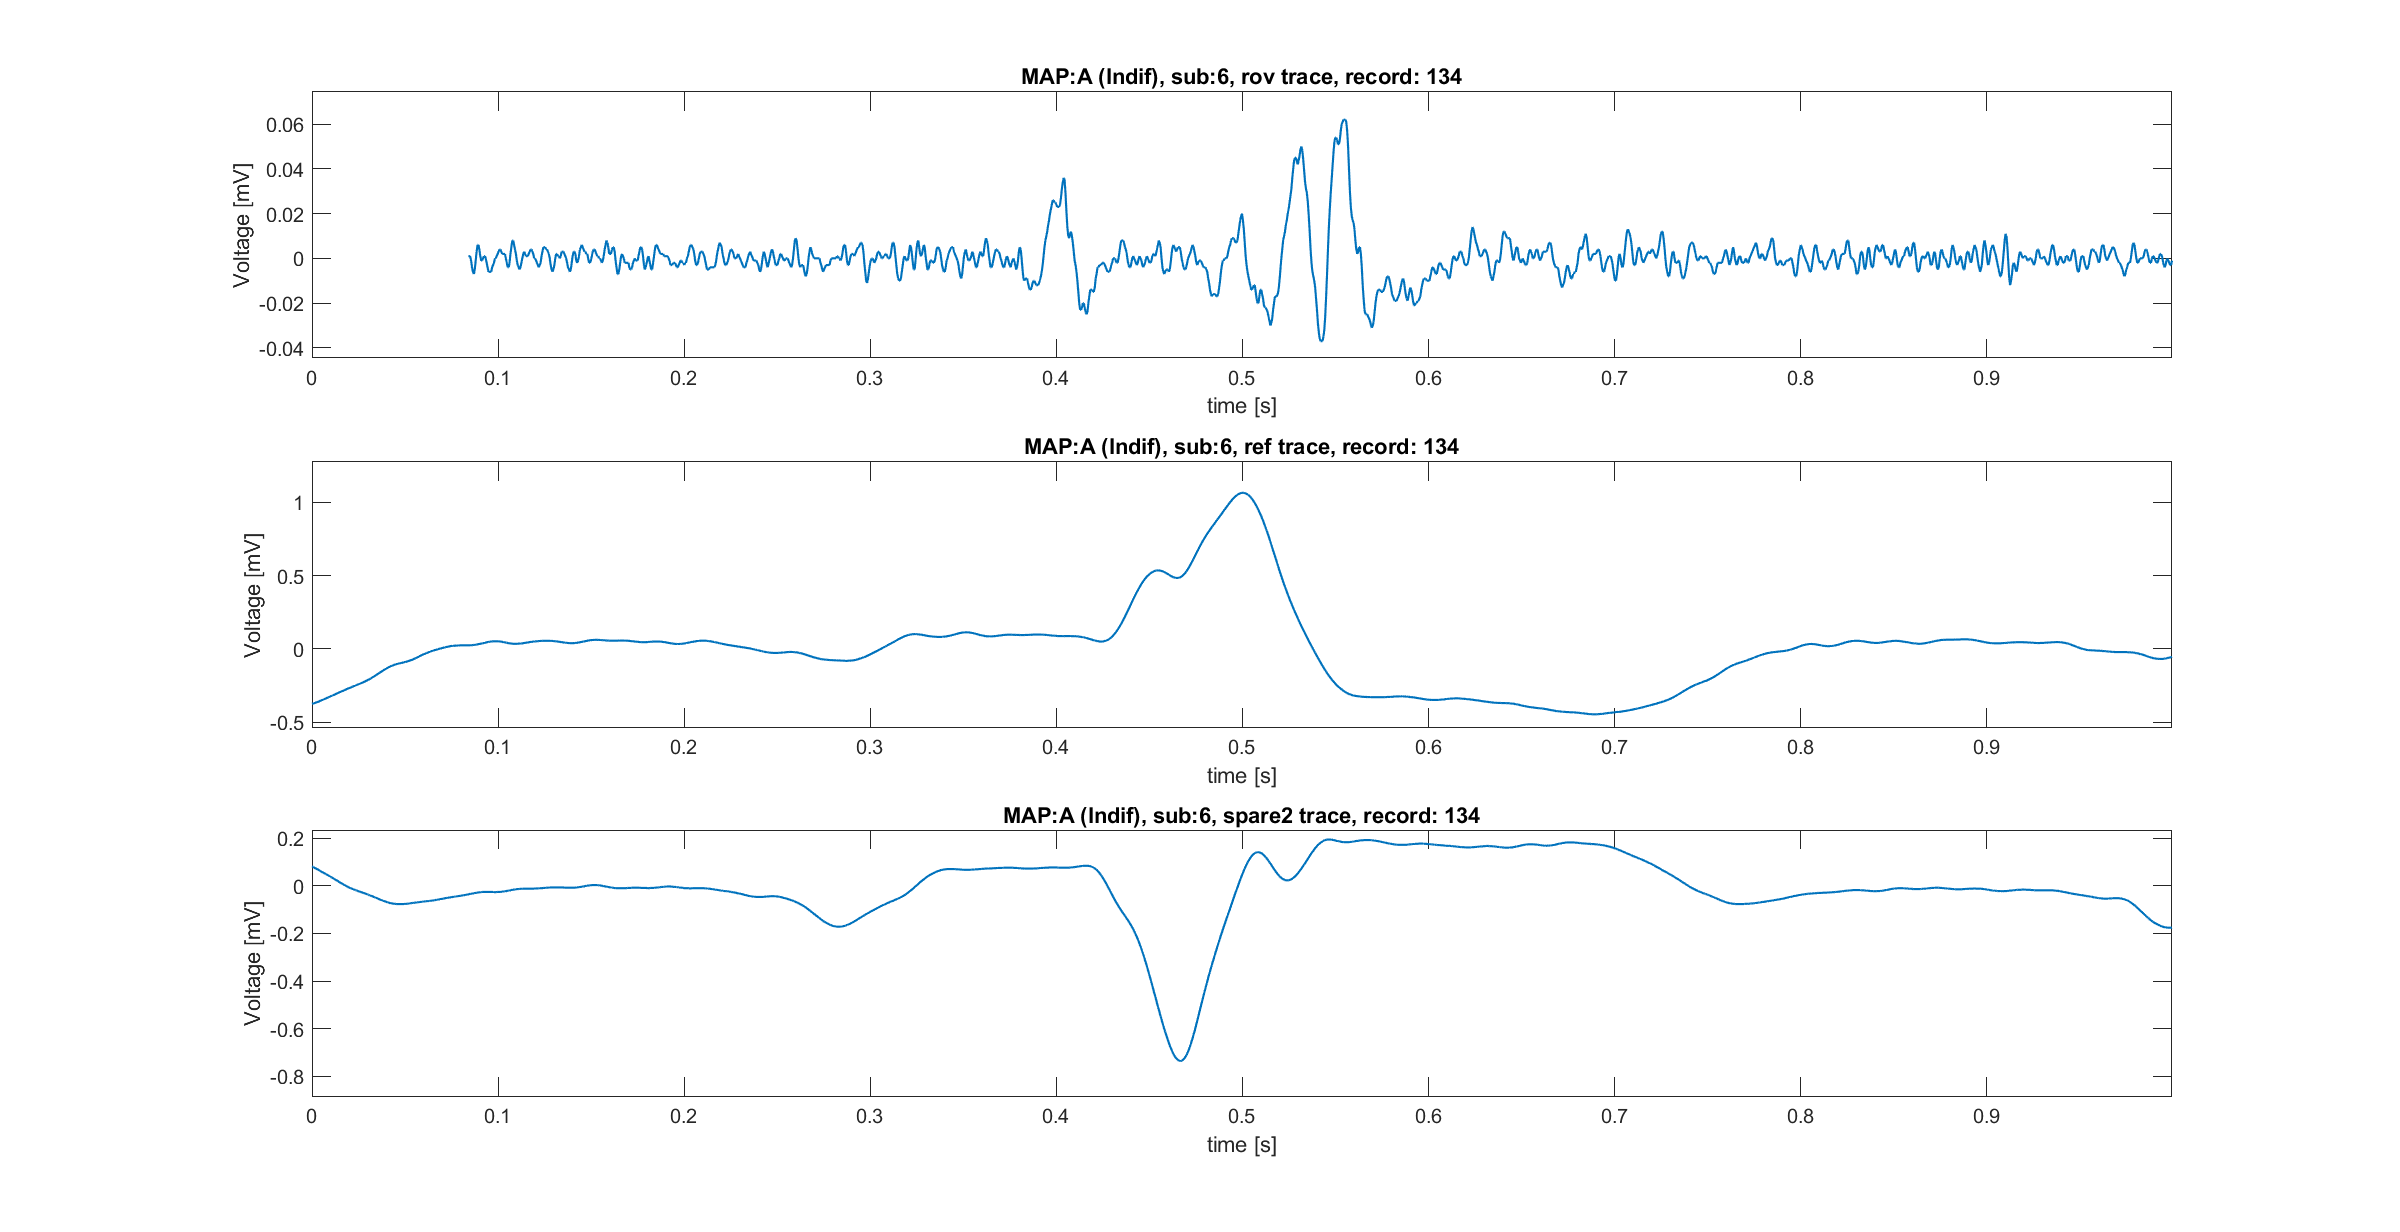 MAP:A (Indif), sub:6, rov trace, record: 134
Voltage [mV]
0.06
0.04
0.02
0
-0.02
-0.04
0 0.1 0.2 0.3 0.4 0.5 0.6 0.7 0.8 0.9
time [s]
MAP:A (Indif), sub:6, ref trace, record: 134
Voltage [mV]
1
0.5
0
-0.5
0 0.1 0.2 0.3 0.4 0.5 0.6 0.7 0.8 0.9
time [s]
MAP:A (Indif), sub:6, spare2 trace, record: 134
Voltage [mV]
0.2
0
-0.2
-0.4
-0.6
-0.8
0 0.1 0.2 0.3 0.4 0.5 0.6 0.7 0.8 0.9
time [s]